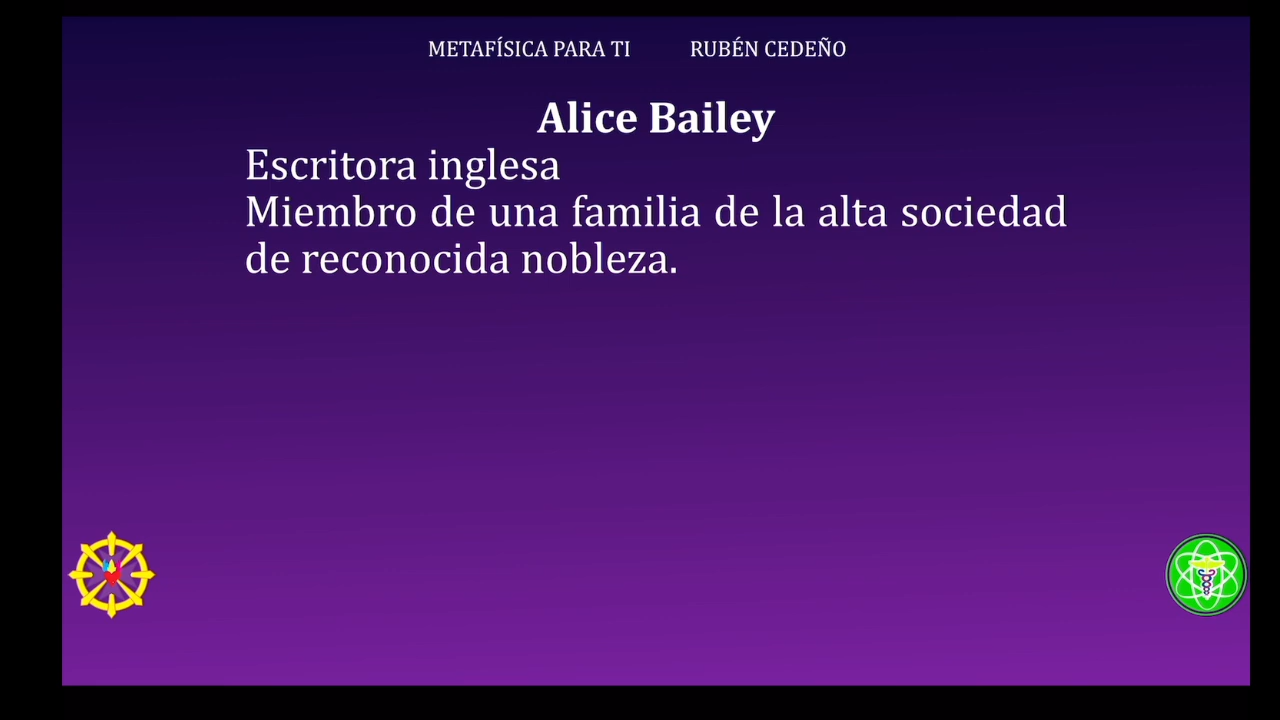 METAFÍSICA PARA TI RUBÉN CEDEÑO
Alice Bailey
Escritora inglesa
Miembro de una familia de la alta sociedad
de reconocida nobleza.